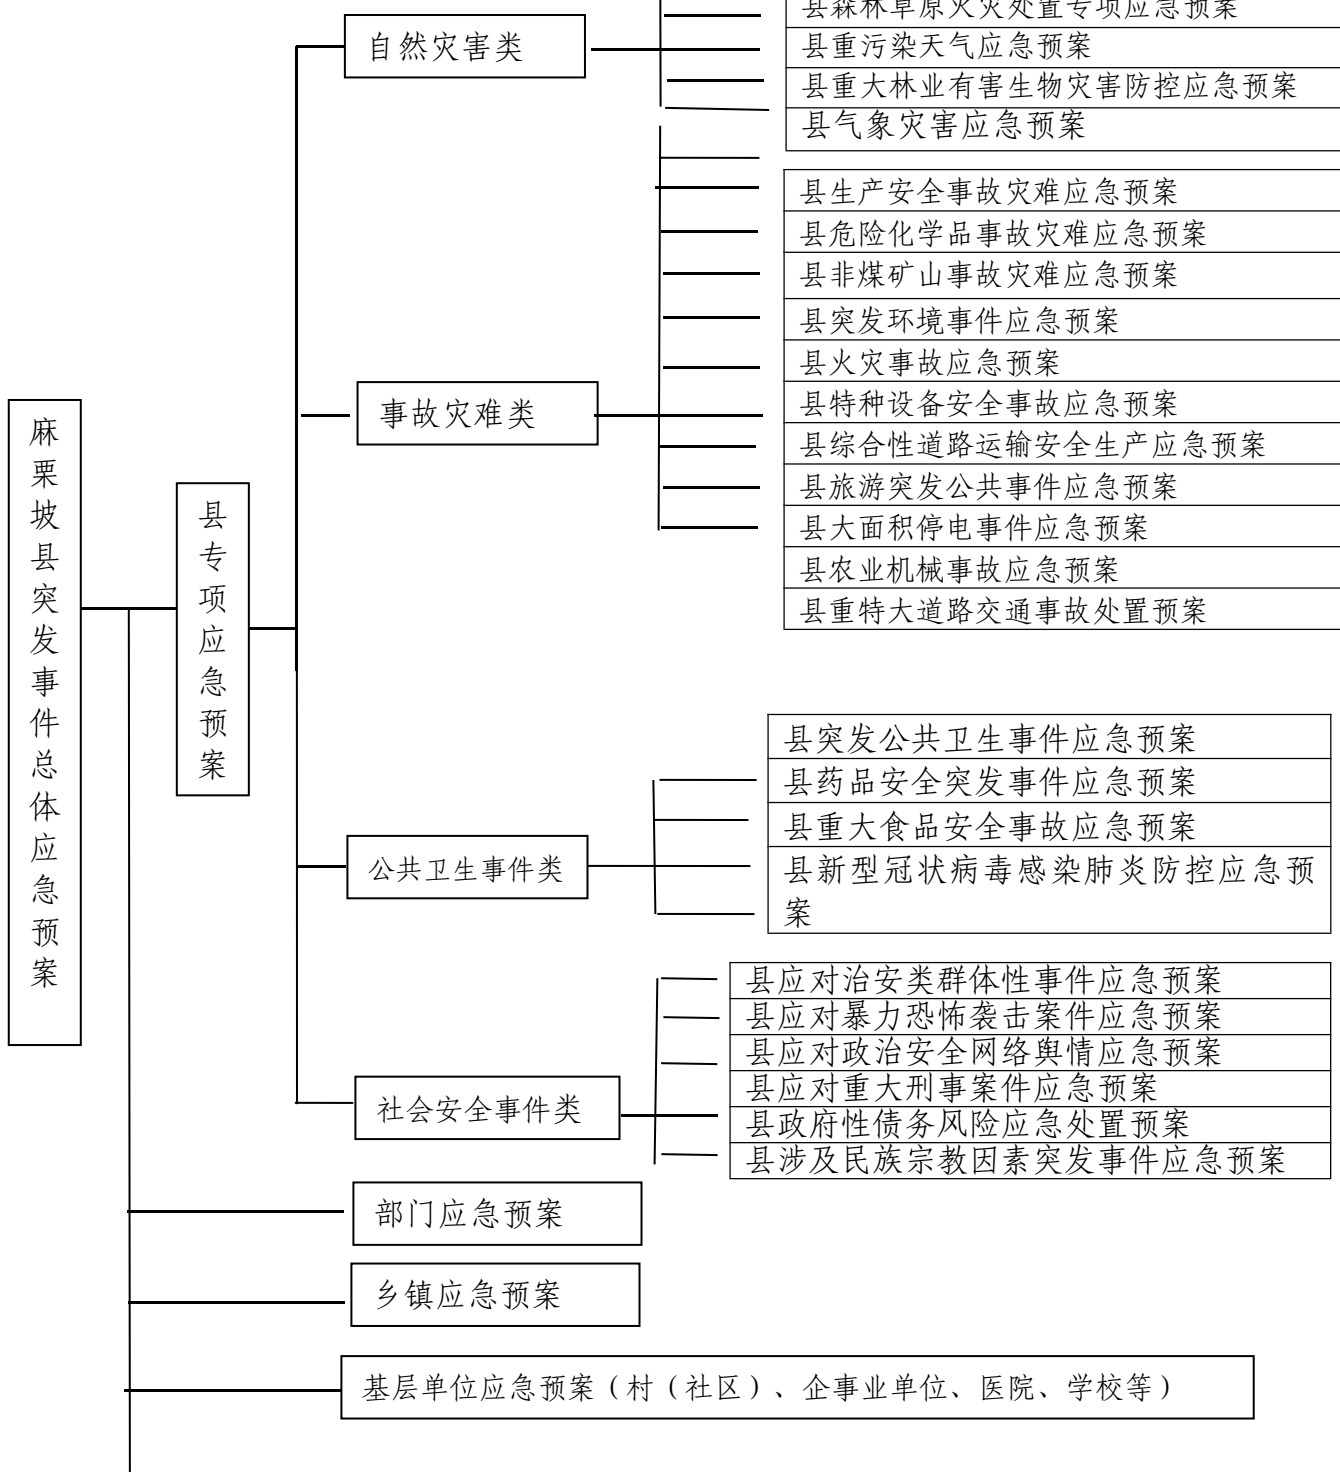 县森林草原火灾处置专项应急预案
自然灾害类
县重污染天气应急预案
县重大林业有害生物灾害防控应急预案
县气象灾害应急预案
县生产安全事故灾难应急预案
县危险化学品事故灾难应急预案
县非煤矿山事故灾难应急预案
县突发环境事件应急预案
县火灾事故应急预案
事故灾难类
县特种设备安全事故应急预案
县综合性道路运输安全生产应急预案
县旅游突发公共事件应急预案
县大面积停电事件应急预案
县农业机械事故应急预案
县重特大道路交通事故处置预案
麻栗坡县突发事件总体应急预案
县专项应急预案
县突发公共卫生事件应急预案
县药品安全突发事件应急预案
县重大食品安全事故应急预案
公共卫生事件类
县新型冠状病毒感染肺炎防控应急预
案
县应对治安类群体性事件应急预案
县应对暴力恐怖袭击案件应急预案
县应对政治安全网络舆情应急预案
县应对重大刑事案件应急预案
社会安全事件类
县政府性债务风险应急处置预案
县涉及民族宗教因素突发事件应急预案
部门应急预案
乡镇应急预案
基层单位应急预案（村（社区）、企事业单位、医院、学校等）